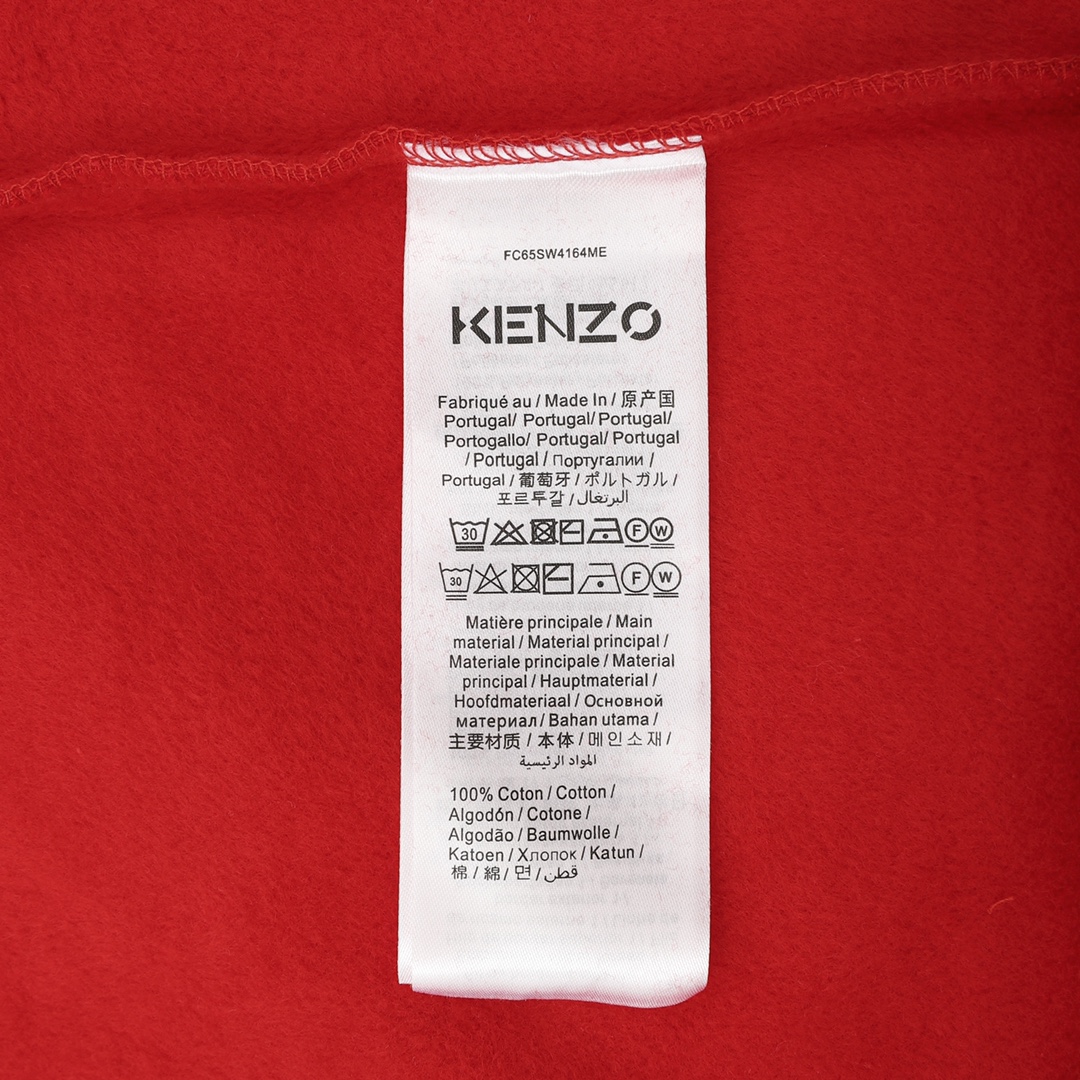 FC65SW4164ME
KENZO
Fabriqué au / Made In / 原产国
Portugal/ Portugal/ Portugal/
Portogallo/ Portugal/ Portugal
/ Portugal / Португалии /
Portugal / 葡萄牙 / ポルトガル /
포르투갈 / البرتغال/
30 F W
30 F W
Matière principale / Main
material / Material principal /
Materiale principale / Material
principal / Hauptmaterial /
Hoofdmateriaal / Основной
материал / Bahan utama /
主要材质 / 本体 / 메인소재 /
المواد الرئيسية
100% Coton / Cotton /
Algodón / Cotone /
Algodão / Baumwolle /
Katoen / Хлопок / Katun /
棉 / 綿 / 면 / قطن